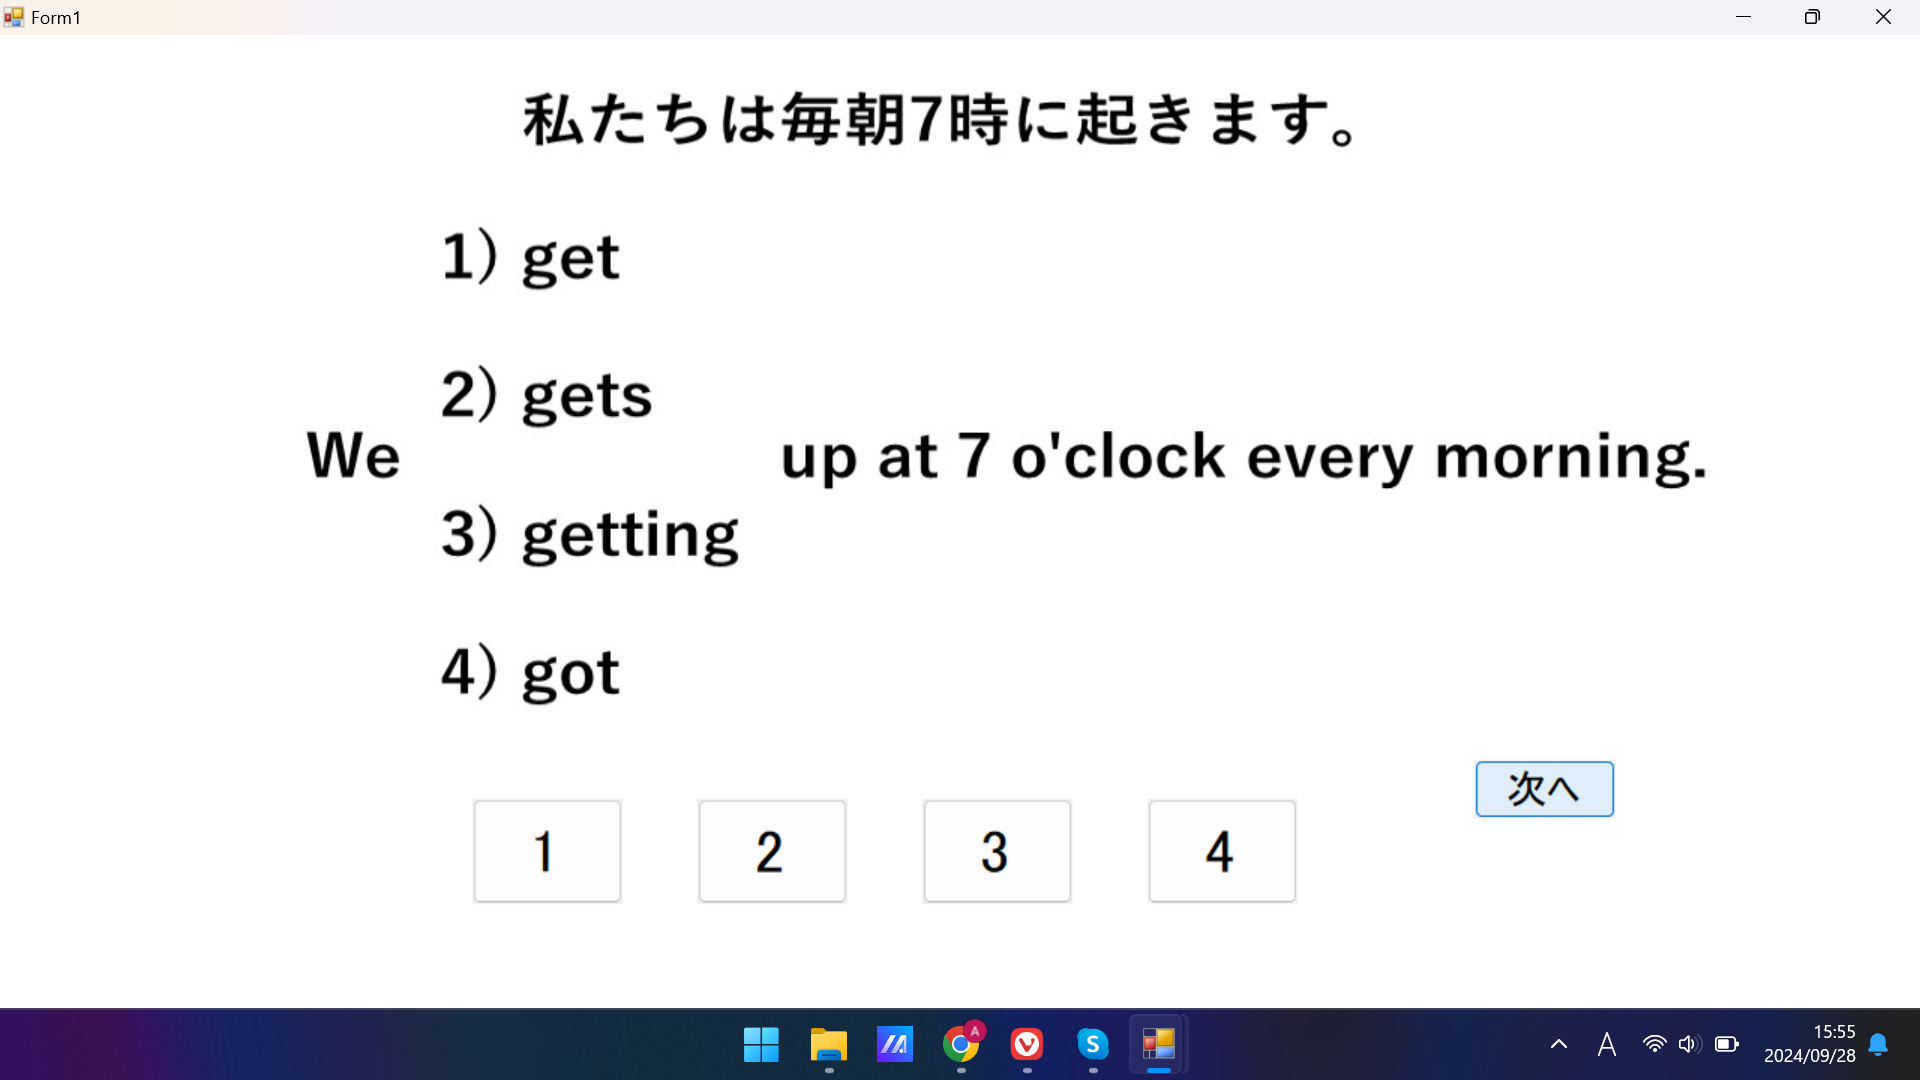 Form1
私たちは毎朝7時に起きます。
1) get
2) gets
We up at 7 o'clock every morning.
3) getting
4) got
次へ
1 2 3 4
A
S
A
15:55
2024/09/28